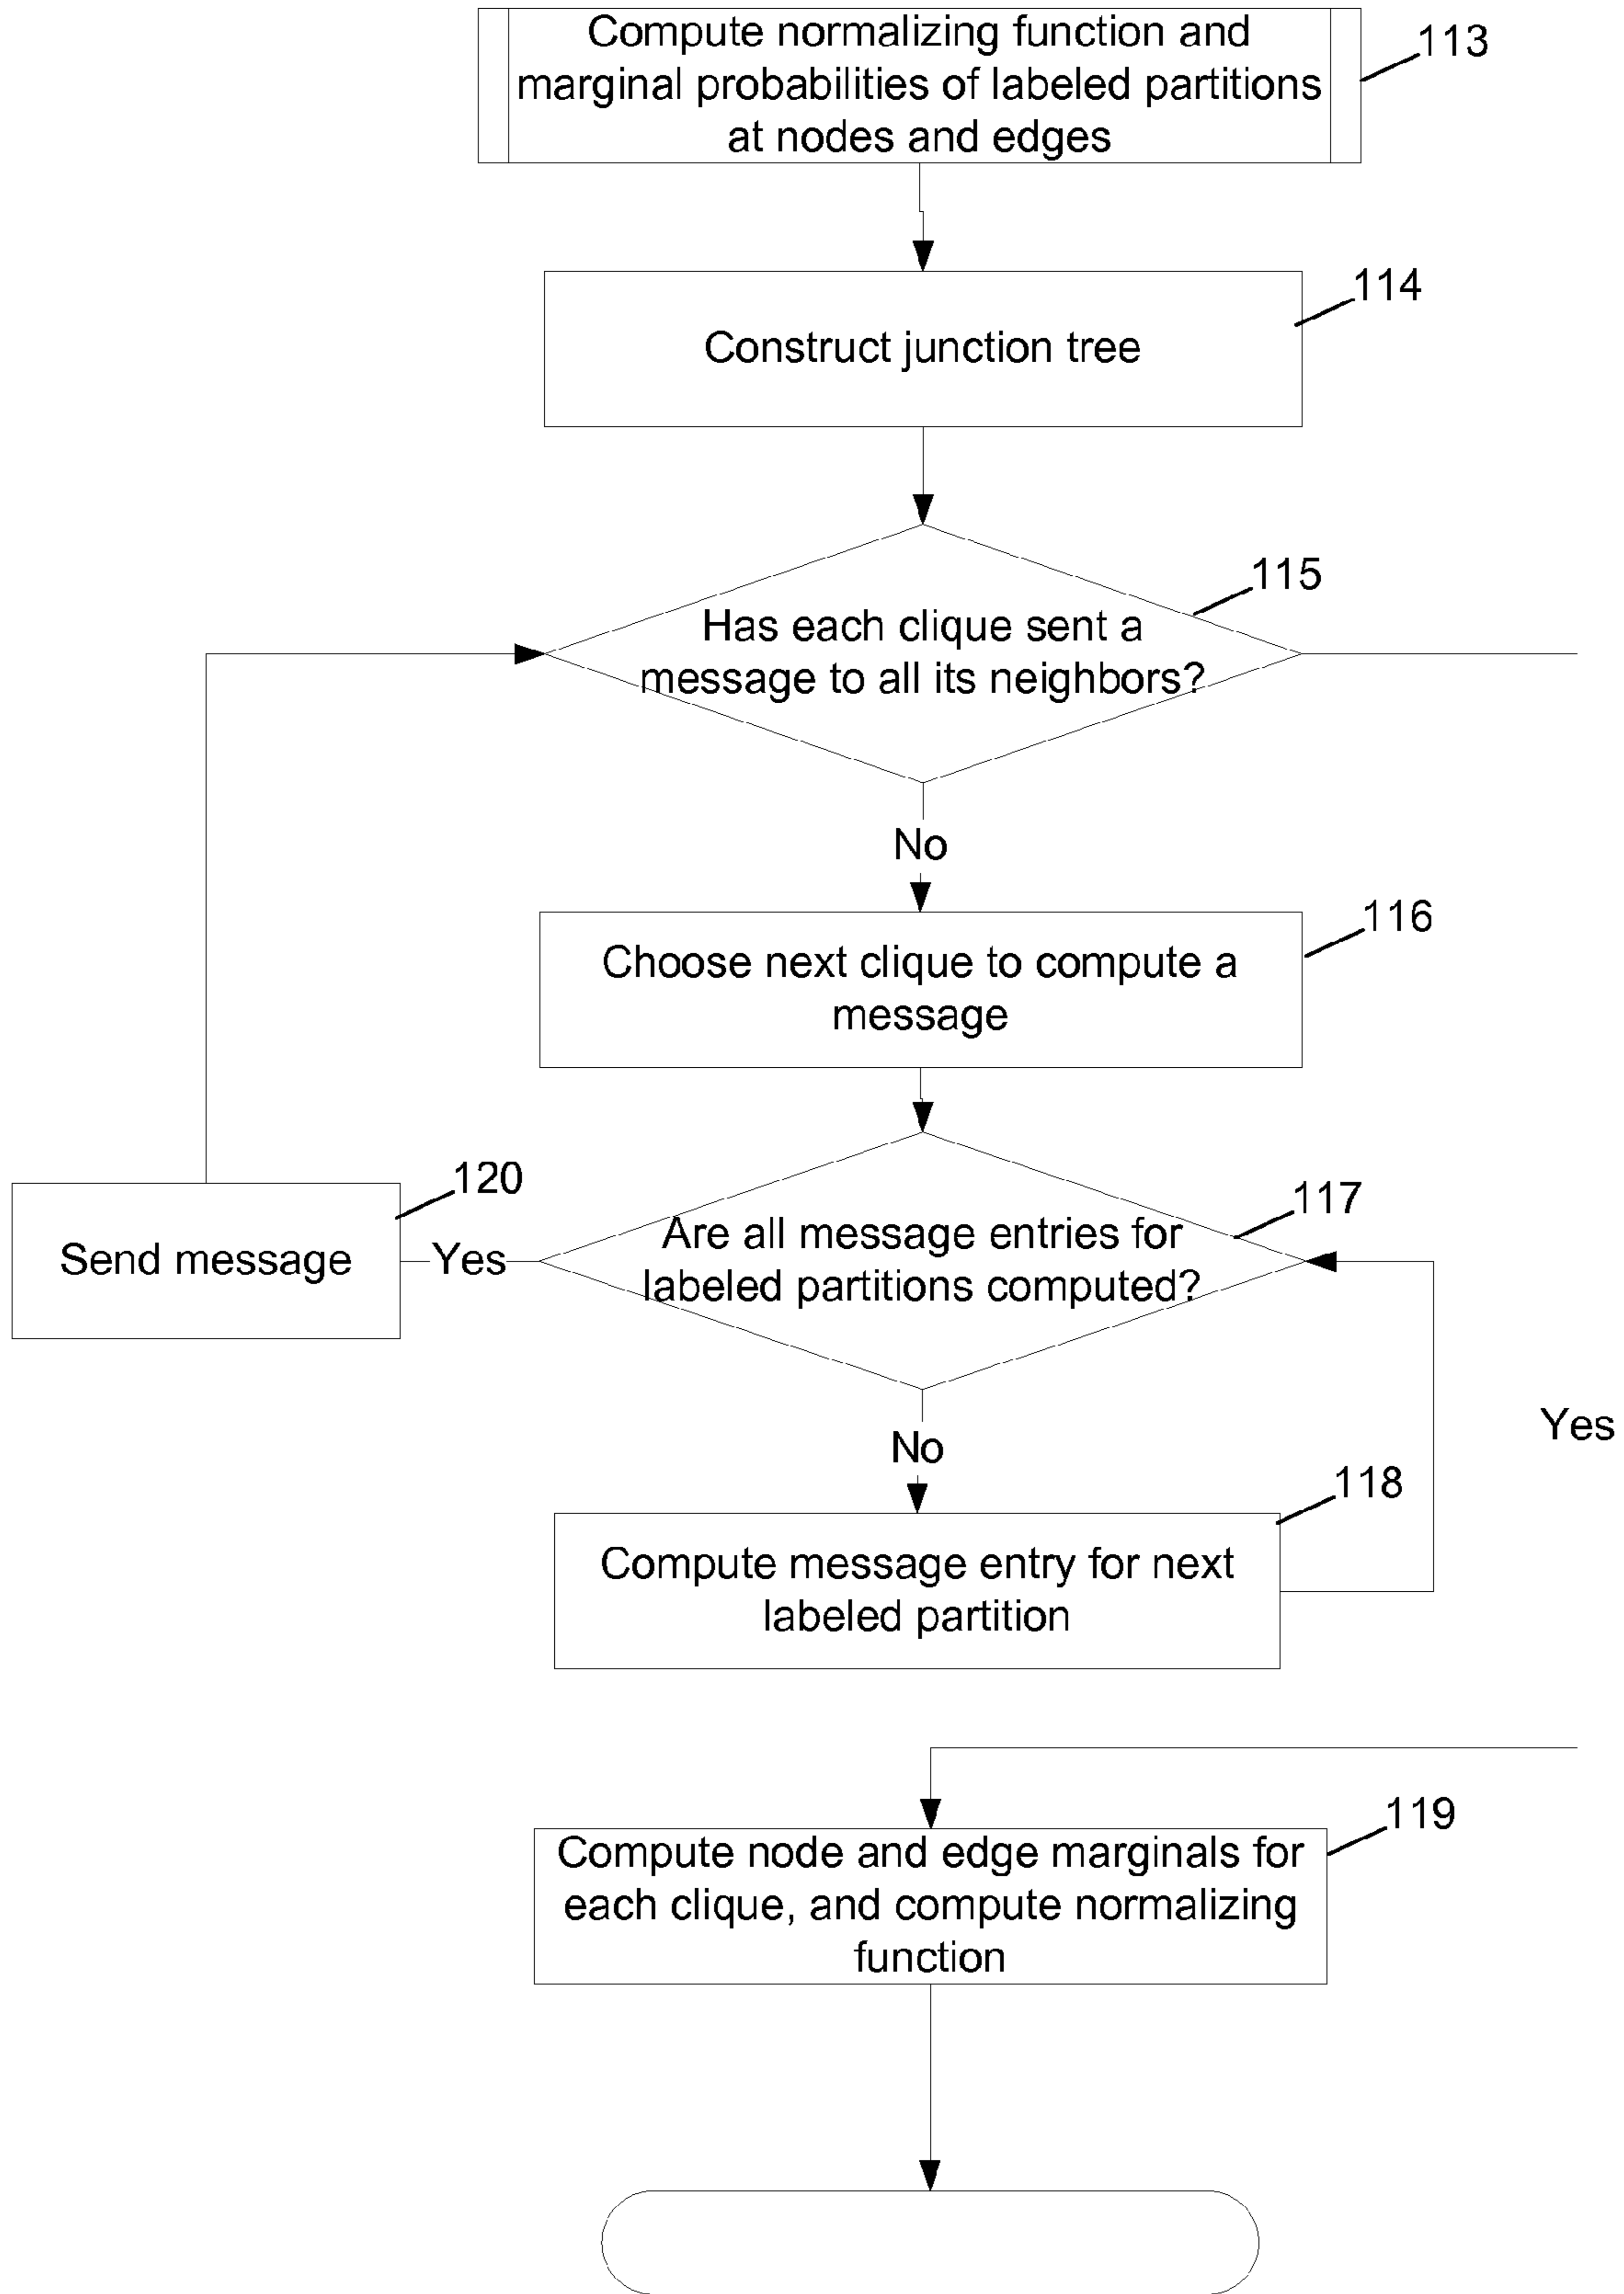 Compute normalizing function and
marginal probabilities of labeled partitions
at nodes and edges
113
Construct junction tree
114
Has each clique sent a
message to all its neighbors?
115
No
Choose next clique to compute a
message
116
Are all message entries for
labeled partitions computed?
117
Yes
Send message
120
No
Yes
Compute message entry for next
labeled partition
118
Compute node and edge marginals for
each clique, and compute normalizing
function
119